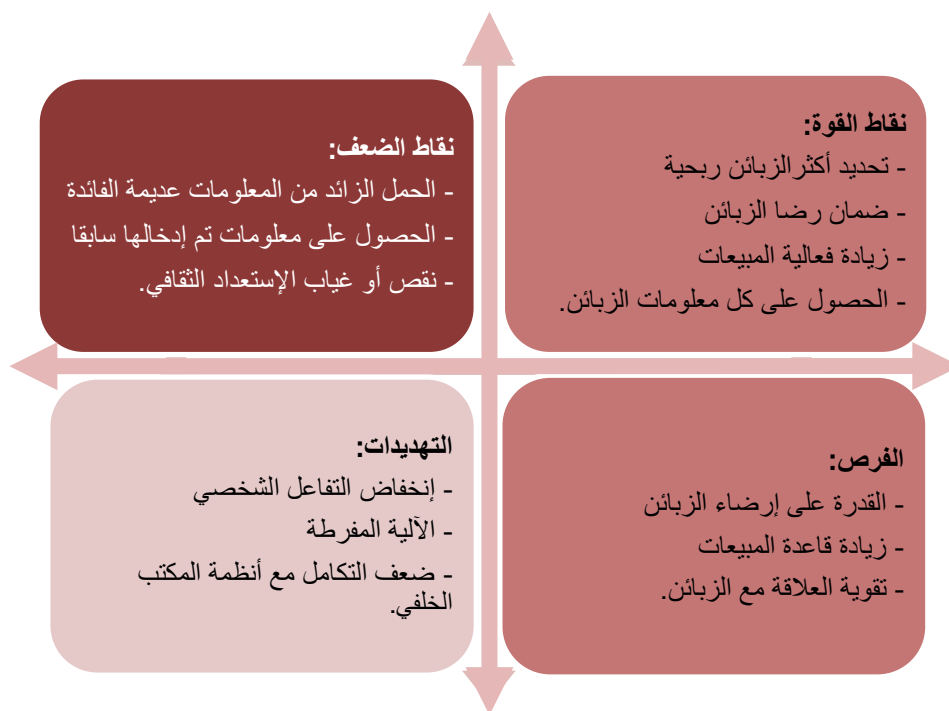 نقاط القوة:
- تحديد أكثرالزبائن ربحية
- ضمان رضا الزبائن
- زيادة فعالية المبيعات
- الحصول على كل معلومات الزبائن.
نقاط الضعف:
- الحمل الزائد من المعلومات عديمة الفائدة
- الحصول على معلومات تم إدخالها سابقا
- نقص أو غياب الإستعداد الثقافي.
الفرص:
- القدرة على إرضاء الزبائن
- زيادة قاعدة المبيعات
- تقوية العلاقة مع الزبائن.
التهديدات:
- إنخفاض التفاعل الشخصي
- الآلية المفرطة
- ضعف التكامل مع أنظمة المكتب
الخلفي.